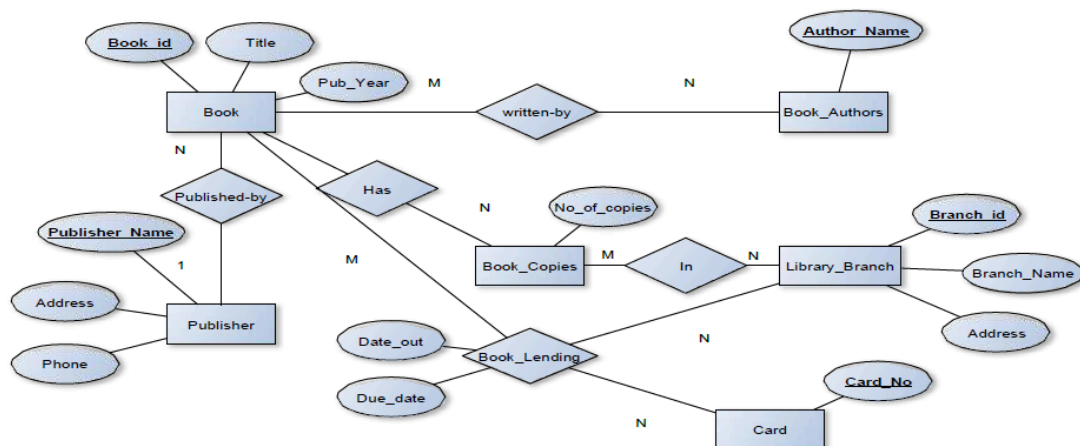 Author_Name
Book_id
Title
Pub_Year
M
N
Book
written-by
Book_Authors
N
Has
Published-by
No_of_copies
N
Branch_id
Publisher_Name
M
N
1
M
Book_Copies
In
Library_Branch
Branch_Name
Address
Publisher
Date_out
Address
Book_Lending
N
Phone
Due_date
Card_No
N
Card